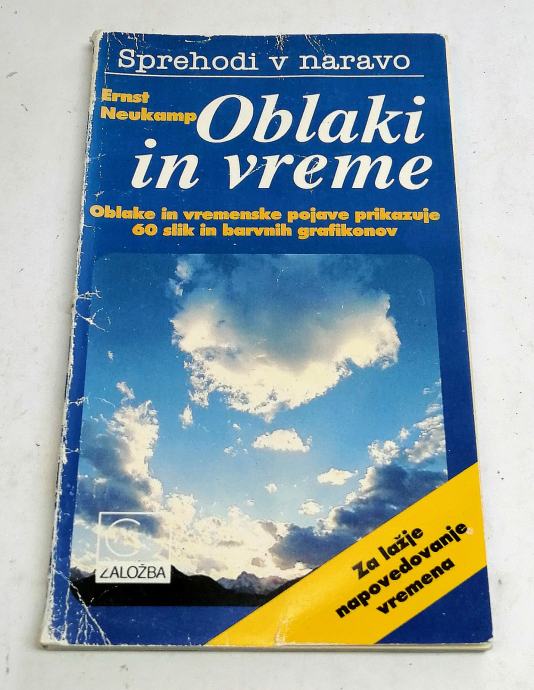 Sprehodi v naravo
Ernst
Neukamp
Oblaki
in vreme
Oblake in vremenske pojave prikazuje
60 slik in barvnih grafikonov
ZALOŽBA
Za lažje
napovedovanje
vremena